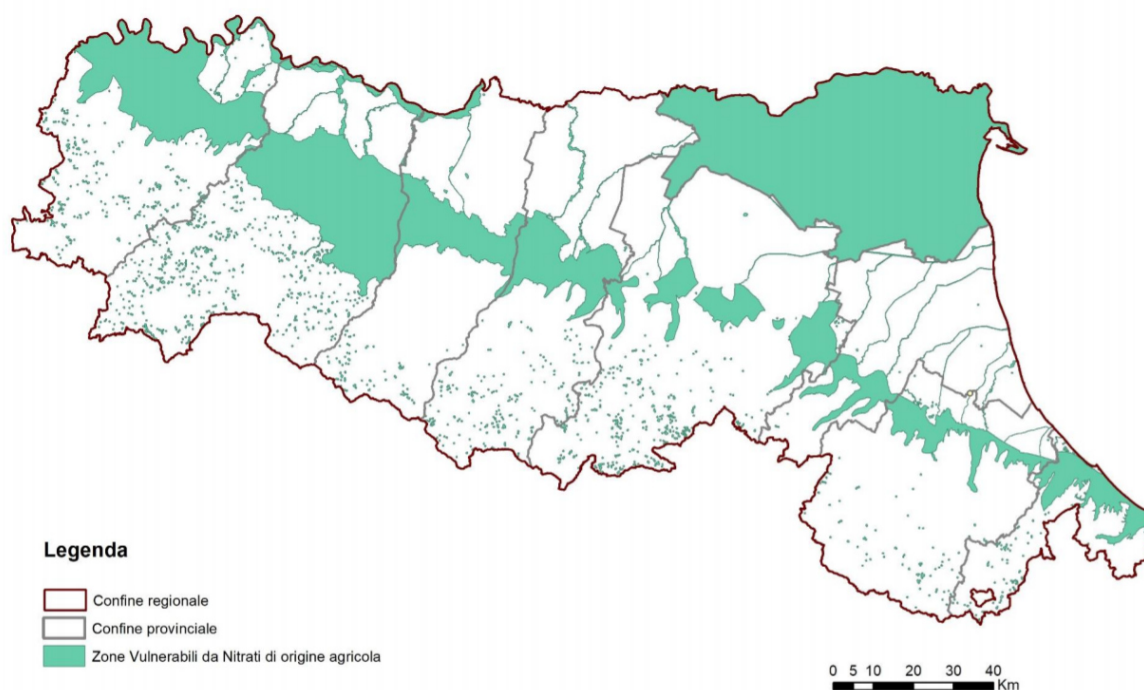 Legenda
Confine regionale
Confine provinciale
Zone Vulnerabili da Nitrati di origine agricola
0 5 10 20 30 40
Km